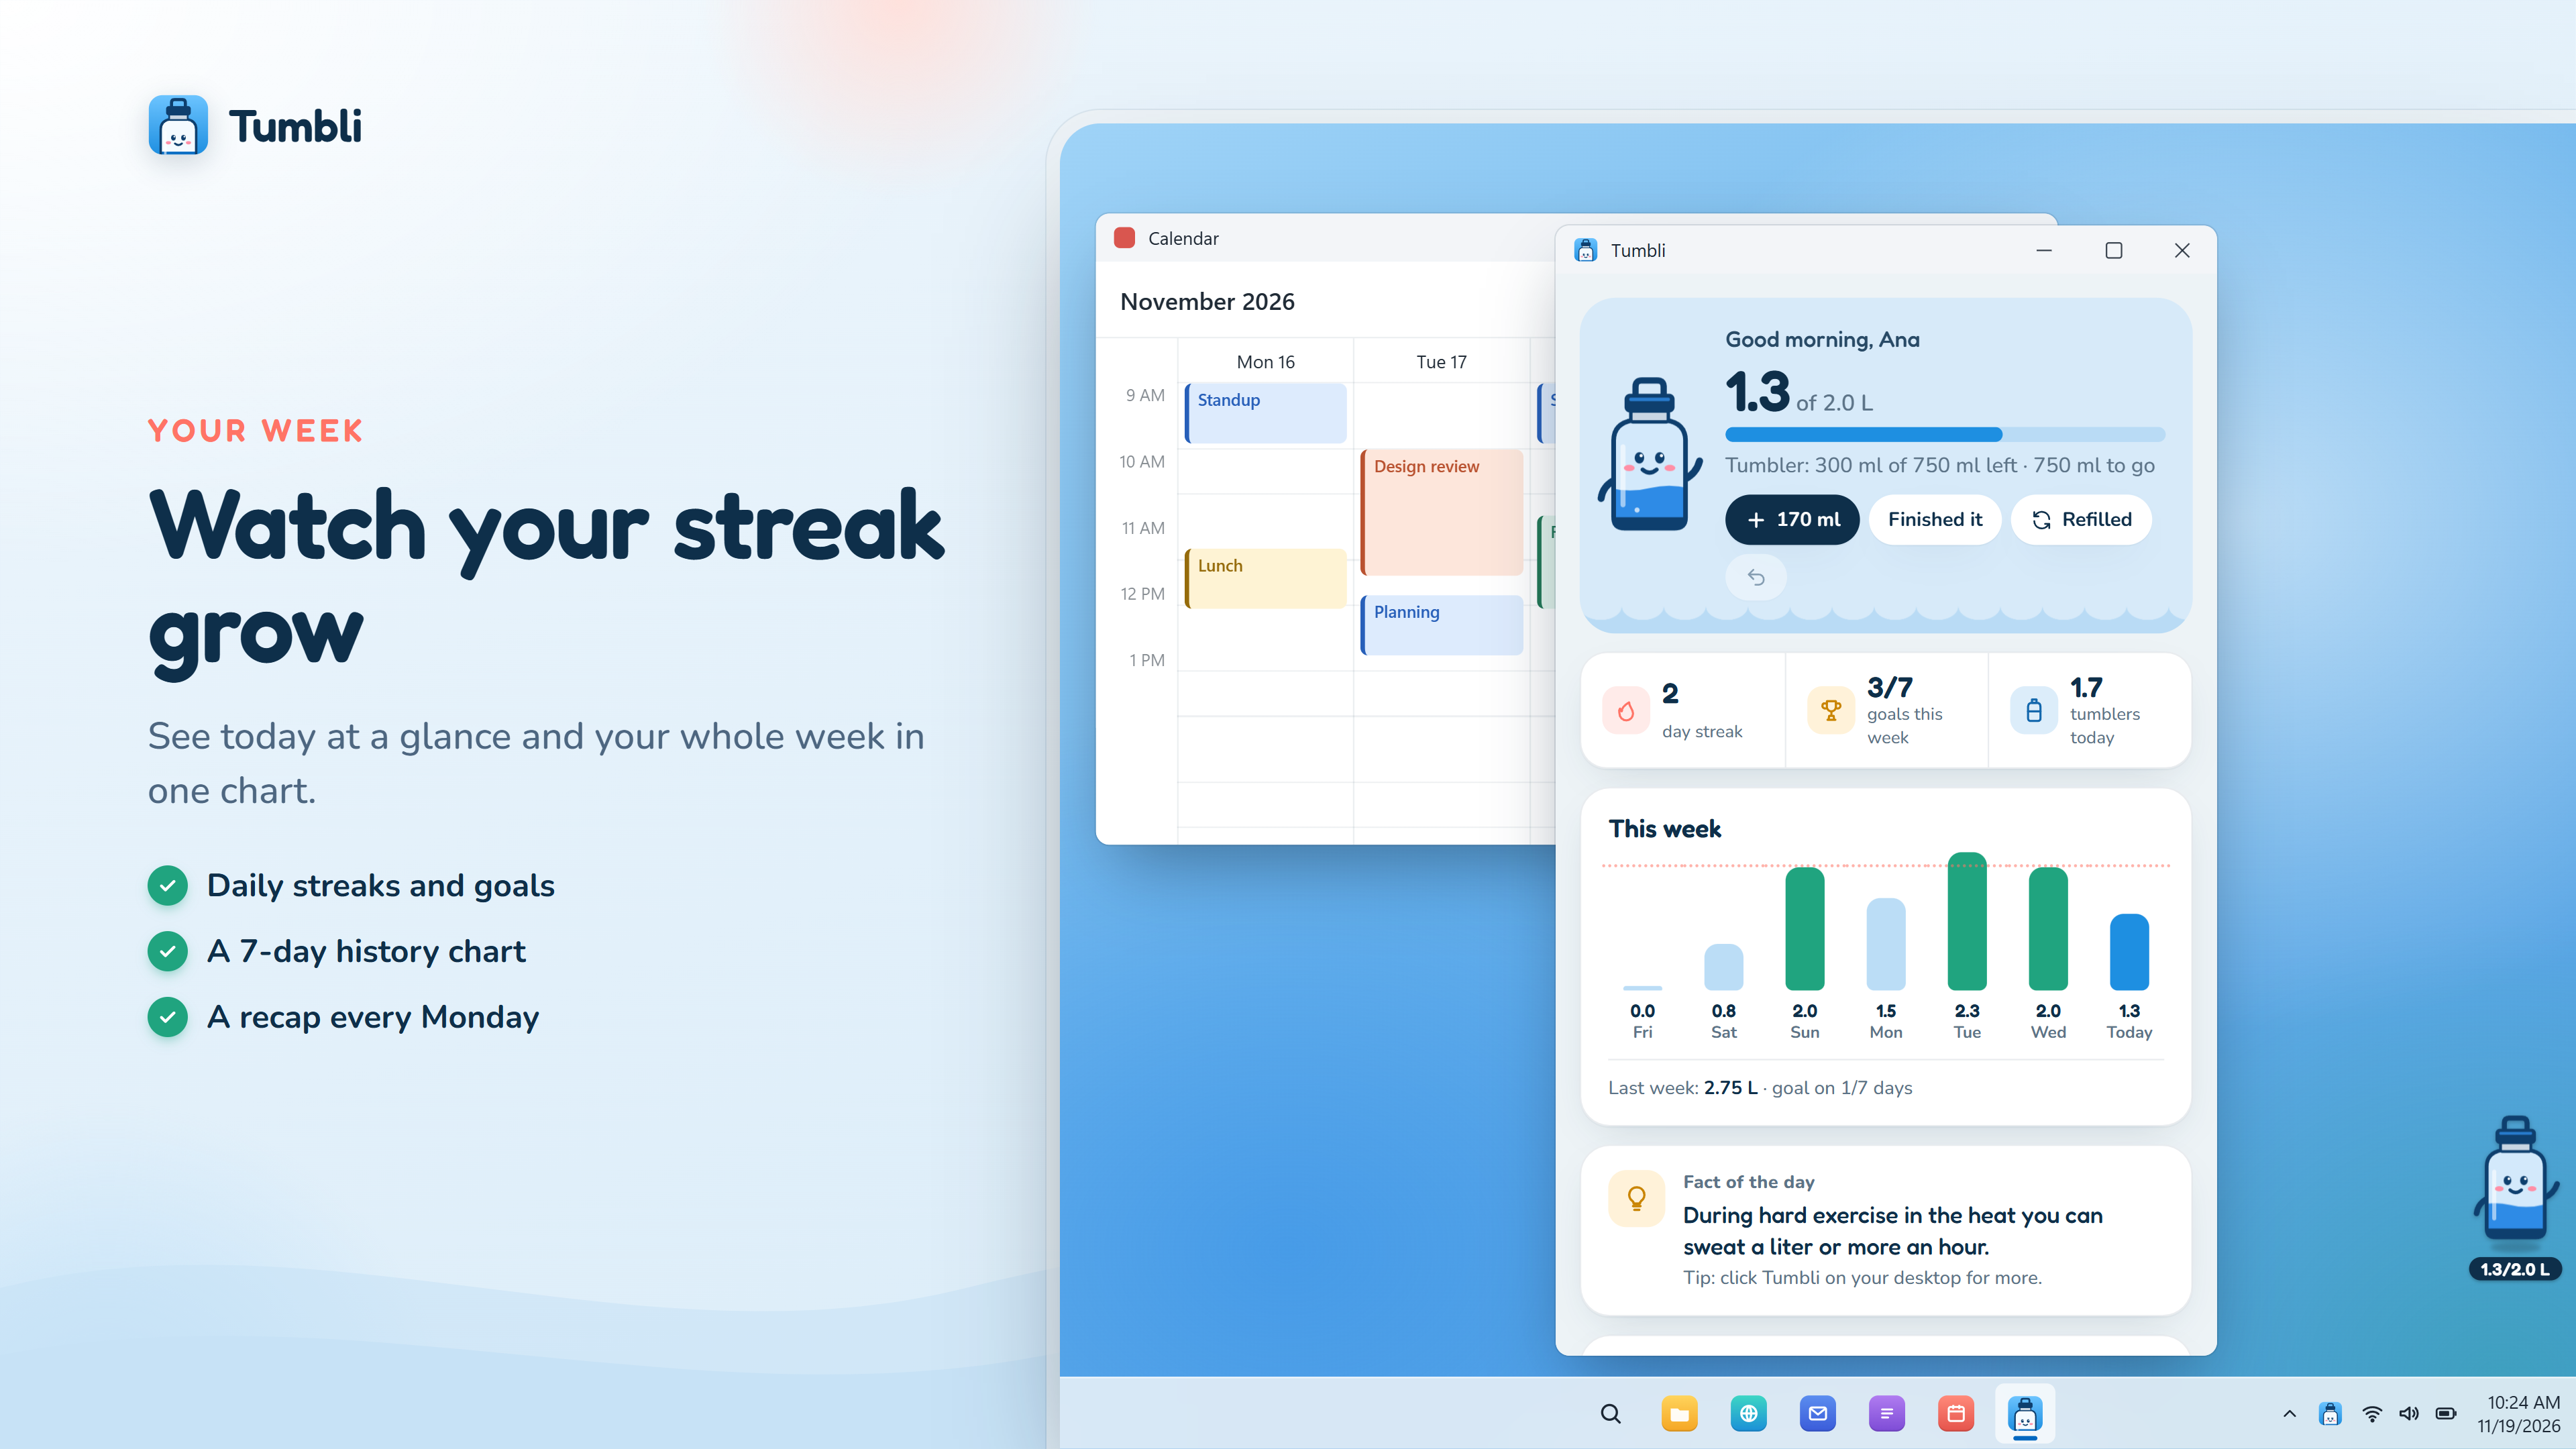 Tumbli
YOUR WEEK
Watch your streak
grow
See today at a glance and your whole week in
one chart.
Daily streaks and goals
A 7-day history chart
A recap every Monday
Calendar
November 2026
Mon 16
Tue 17
9 AM
10 AM
11 AM
12 PM
1 PM
Standup
Lunch
Design review
Planning
Tumbli
Good morning, Ana
1.3 of 2.0 L
Tumbler: 300 ml of 750 ml left · 750 ml to go
+ 170 ml
Finished it
Refilled
2
day streak
3/7
goals this
week
1.7
tumblers
today
This week
0.0 0.8 2.0 1.5 2.3 2.0 1.3
Fri Sat Sun Mon Tue Wed Today
Last week: 2.75 L · goal on 1/7 days
Fact of the day
During hard exercise in the heat you can
sweat a liter or more an hour.
Tip: click Tumbli on your desktop for more.
1.3/2.0 L
10:24 AM
11/19/2026